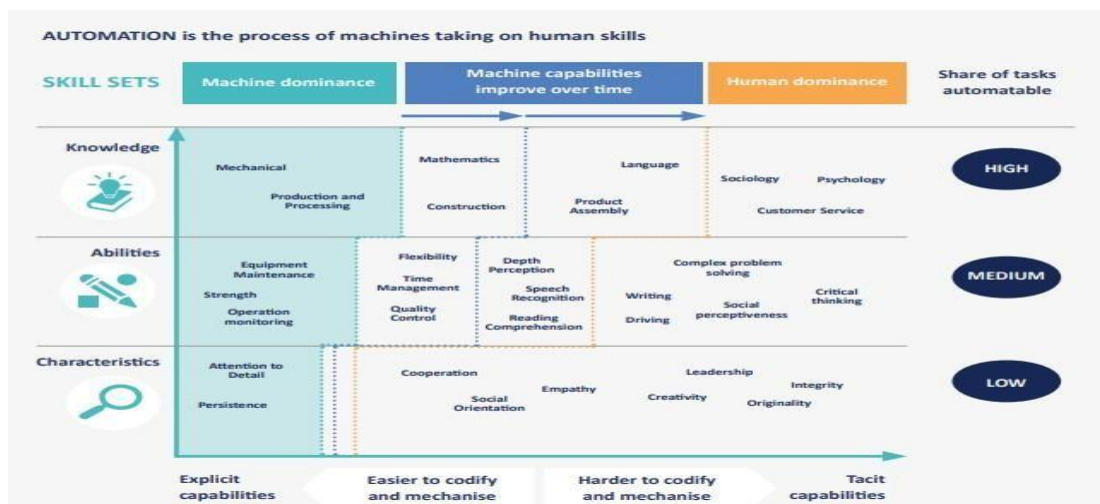 AUTOMATION is the process of machines taking on human skills
SKILL SETS
Machine dominance
Machine capabilities
improve over time
Human dominance
Share of tasks
automatable
Knowledge
Mechanical
Production and
Processing
Mathematics
Construction
Language
Product
Assembly
Sociology
Psychology
Customer Service
HIGH
Abilities
Equipment
Maintenance
Strength
Operation
monitoring
Flexibility
Time
Management
Quality
Control
Depth
Perception
Speech
Recognition
Reading
Comprehension
Complex problem
solving
Writing
Driving
Social
perceptiveness
Critical
thinking
MEDIUM
Characteristics
Attention to
Detail
Persistence
Cooperation
Social
Orientation
Empathy
Leadership
Creativity
Integrity
Originality
LOW
Explicit
capabilities
Easier to codify
and mechanise
Harder to codify
and mechanise
Tacit
capabilities